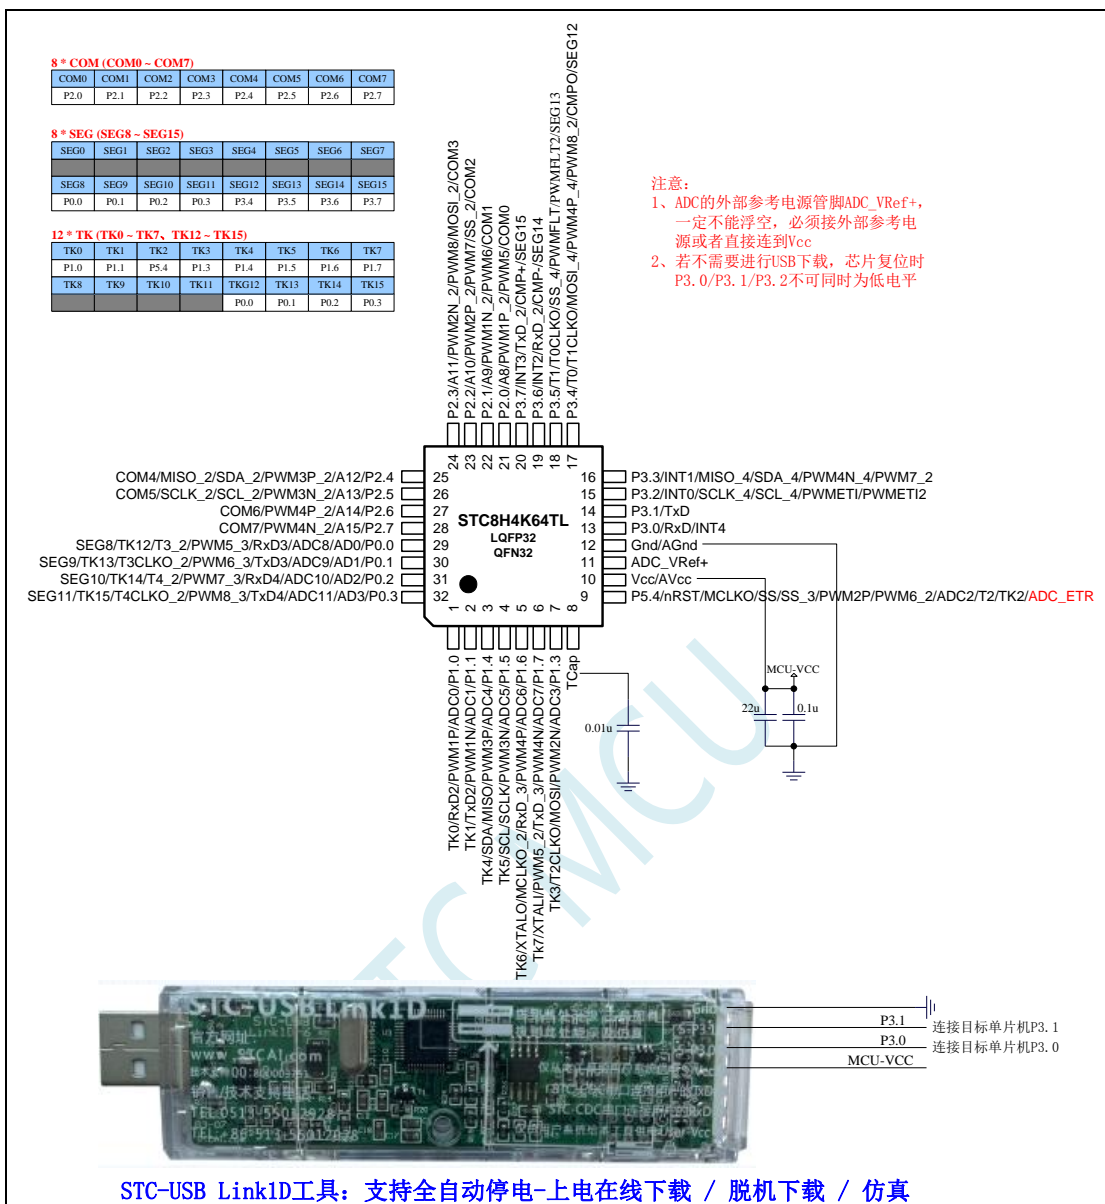 8 * COM (COM0 ~ COM7)
COM0 COM1 COM2 COM3 COM4 COM5 COM6 COM7
P2.0 P2.1 P2.2 P2.3 P2.4 P2.5 P2.6 P2.7
8 * SEG (SEG8 ~ SEG15)
SEG0 SEG1 SEG2 SEG3 SEG4 SEG5 SEG6 SEG7
SEG8 SEG9 SEG10 SEG11 SEG12 SEG13 SEG14 SEG15
P0.0 P0.1 P0.2 P0.3 P3.4 P3.5 P3.6 P3.7
12 * TK (TK0 ~ TK7、TK12 ~ TK15)
TK0 TK1 TK2 TK3 TK4 TK5 TK6 TK7
P1.0 P1.1 P5.4 P1.3 P1.4 P1.5 P1.6 P1.7
TK8 TK9 TK10 TK11 TKG12 TK13 TK14 TK15
P0.0 P0.1 P0.2 P0.3
注意:
1、ADC的外部参考电源管脚ADC_VRef+,
一定不能浮空，必须接外部参考电
源或者直接连到Vcc
2、若不需要进行USB下载，芯片复位时
P3.0/P3.1/P3.2不可同时为低电平
P2.3/A11/PWM2N_2/PWM8/MOSI_2/COM3
P2.2/A10/PWM2P_2/PWM7/SS_2/COM2
P2.1/A9/PWM1N_2/PWM6/COM1
P2.0/A8/PWM1P_2/PWM5/COM0
P3.7/INT3/TxD_2/CMP+/SEG15
P3.6/INT2/RxD_2/CMP-/SEG14
P3.5/T1/T0CLKO/SS_4/PWMFLT/PWMFLT2/SEG13
P3.4/T0/T1CLKO/MOSI_4/PWM4P_4/PWM8_2/CMPO/SEG12
24 23 22 21 20 19 18 17
COM4/MISO_2/SDA_2/PWM3P_2/A12/P2.4 25
COM5/SCLK_2/SCL_2/PWM3N_2/A13/P2.5 26
COM6/PWM4P_2/A14/P2.6 27
COM7/PWM4N_2/A15/P2.7 28
SEG8/TK12/T3_2/PWM5_3/RxD3/ADC8/AD0/P0.0 29
SEG9/TK13/T3CLKO_2/PWM6_3/TxD3/ADC9/AD1/P0.1 30
SEG10/TK14/T4_2/PWM7_3/RxD4/ADC10/AD2/P0.2 31
SEG11/TK15/T4CLKO_2/PWM8_3/TxD4/ADC11/AD3/P0.3 32
STC8H4K64TL
LQFP32
QFN32
16 P3.3/INT1/MISO_4/SDA_4/PWM4N_4/PWM7_2
15 P3.2/INT0/SCLK_4/SCL_4/PWMETI/PWMETI2
14 P3.1/TxD
13 P3.0/RxD/INT4
12 Gnd/AGnd
11 ADC_VRef+
10 Vcc/AVcc
9 P5.4/nRST/MCLKO/SS/SS_3/PWM2P/PWM6_2/ADC2/T2/TK2/ADC_ETR
1 2 3 4 5 6 7 8
TK0/RxD2/PWM1P/ADC0/P1.0
TK1/TxD2/PWM1N/ADC1/P1.1
TK4/SDA/MISO/PWM3P/ADC4/P1.4
TK5/SCL/SCLK/PWM3N/ADC5/P1.5
TK6/XTALO/MCLKO_2/RxD_3/PWM4P/ADC6/P1.6
TK7/XTALI/PWM5_2/TxD_3/PWM4N/ADC7/P1.7
TK3/T2CLKO/MOSI/PWM2N/ADC3/P1.3
TCap
0.01u
MCU-VCC
22u 0.1u
STC MCU
STC-USB Link1D
官方网址:
www.STCAI.com
TEL:0513-55012928
Gnd
P3.1 连接目标单片机P3.1
P3.0 连接目标单片机P3.0
MCU-VCC
STC-USB Link1D工具: 支持全自动停电-上电在线下载 / 脱机下载 / 仿真